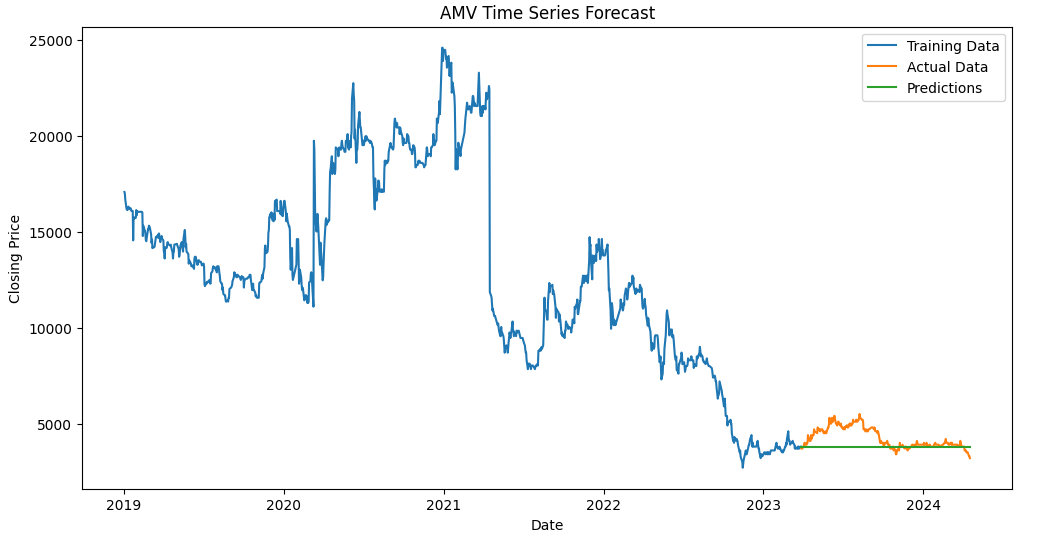 AMV Time Series Forecast
Training Data
Actual Data
Predictions
Closing Price
25000
20000
15000
10000
5000
2019 2020 2021 2022 2023 2024
Date